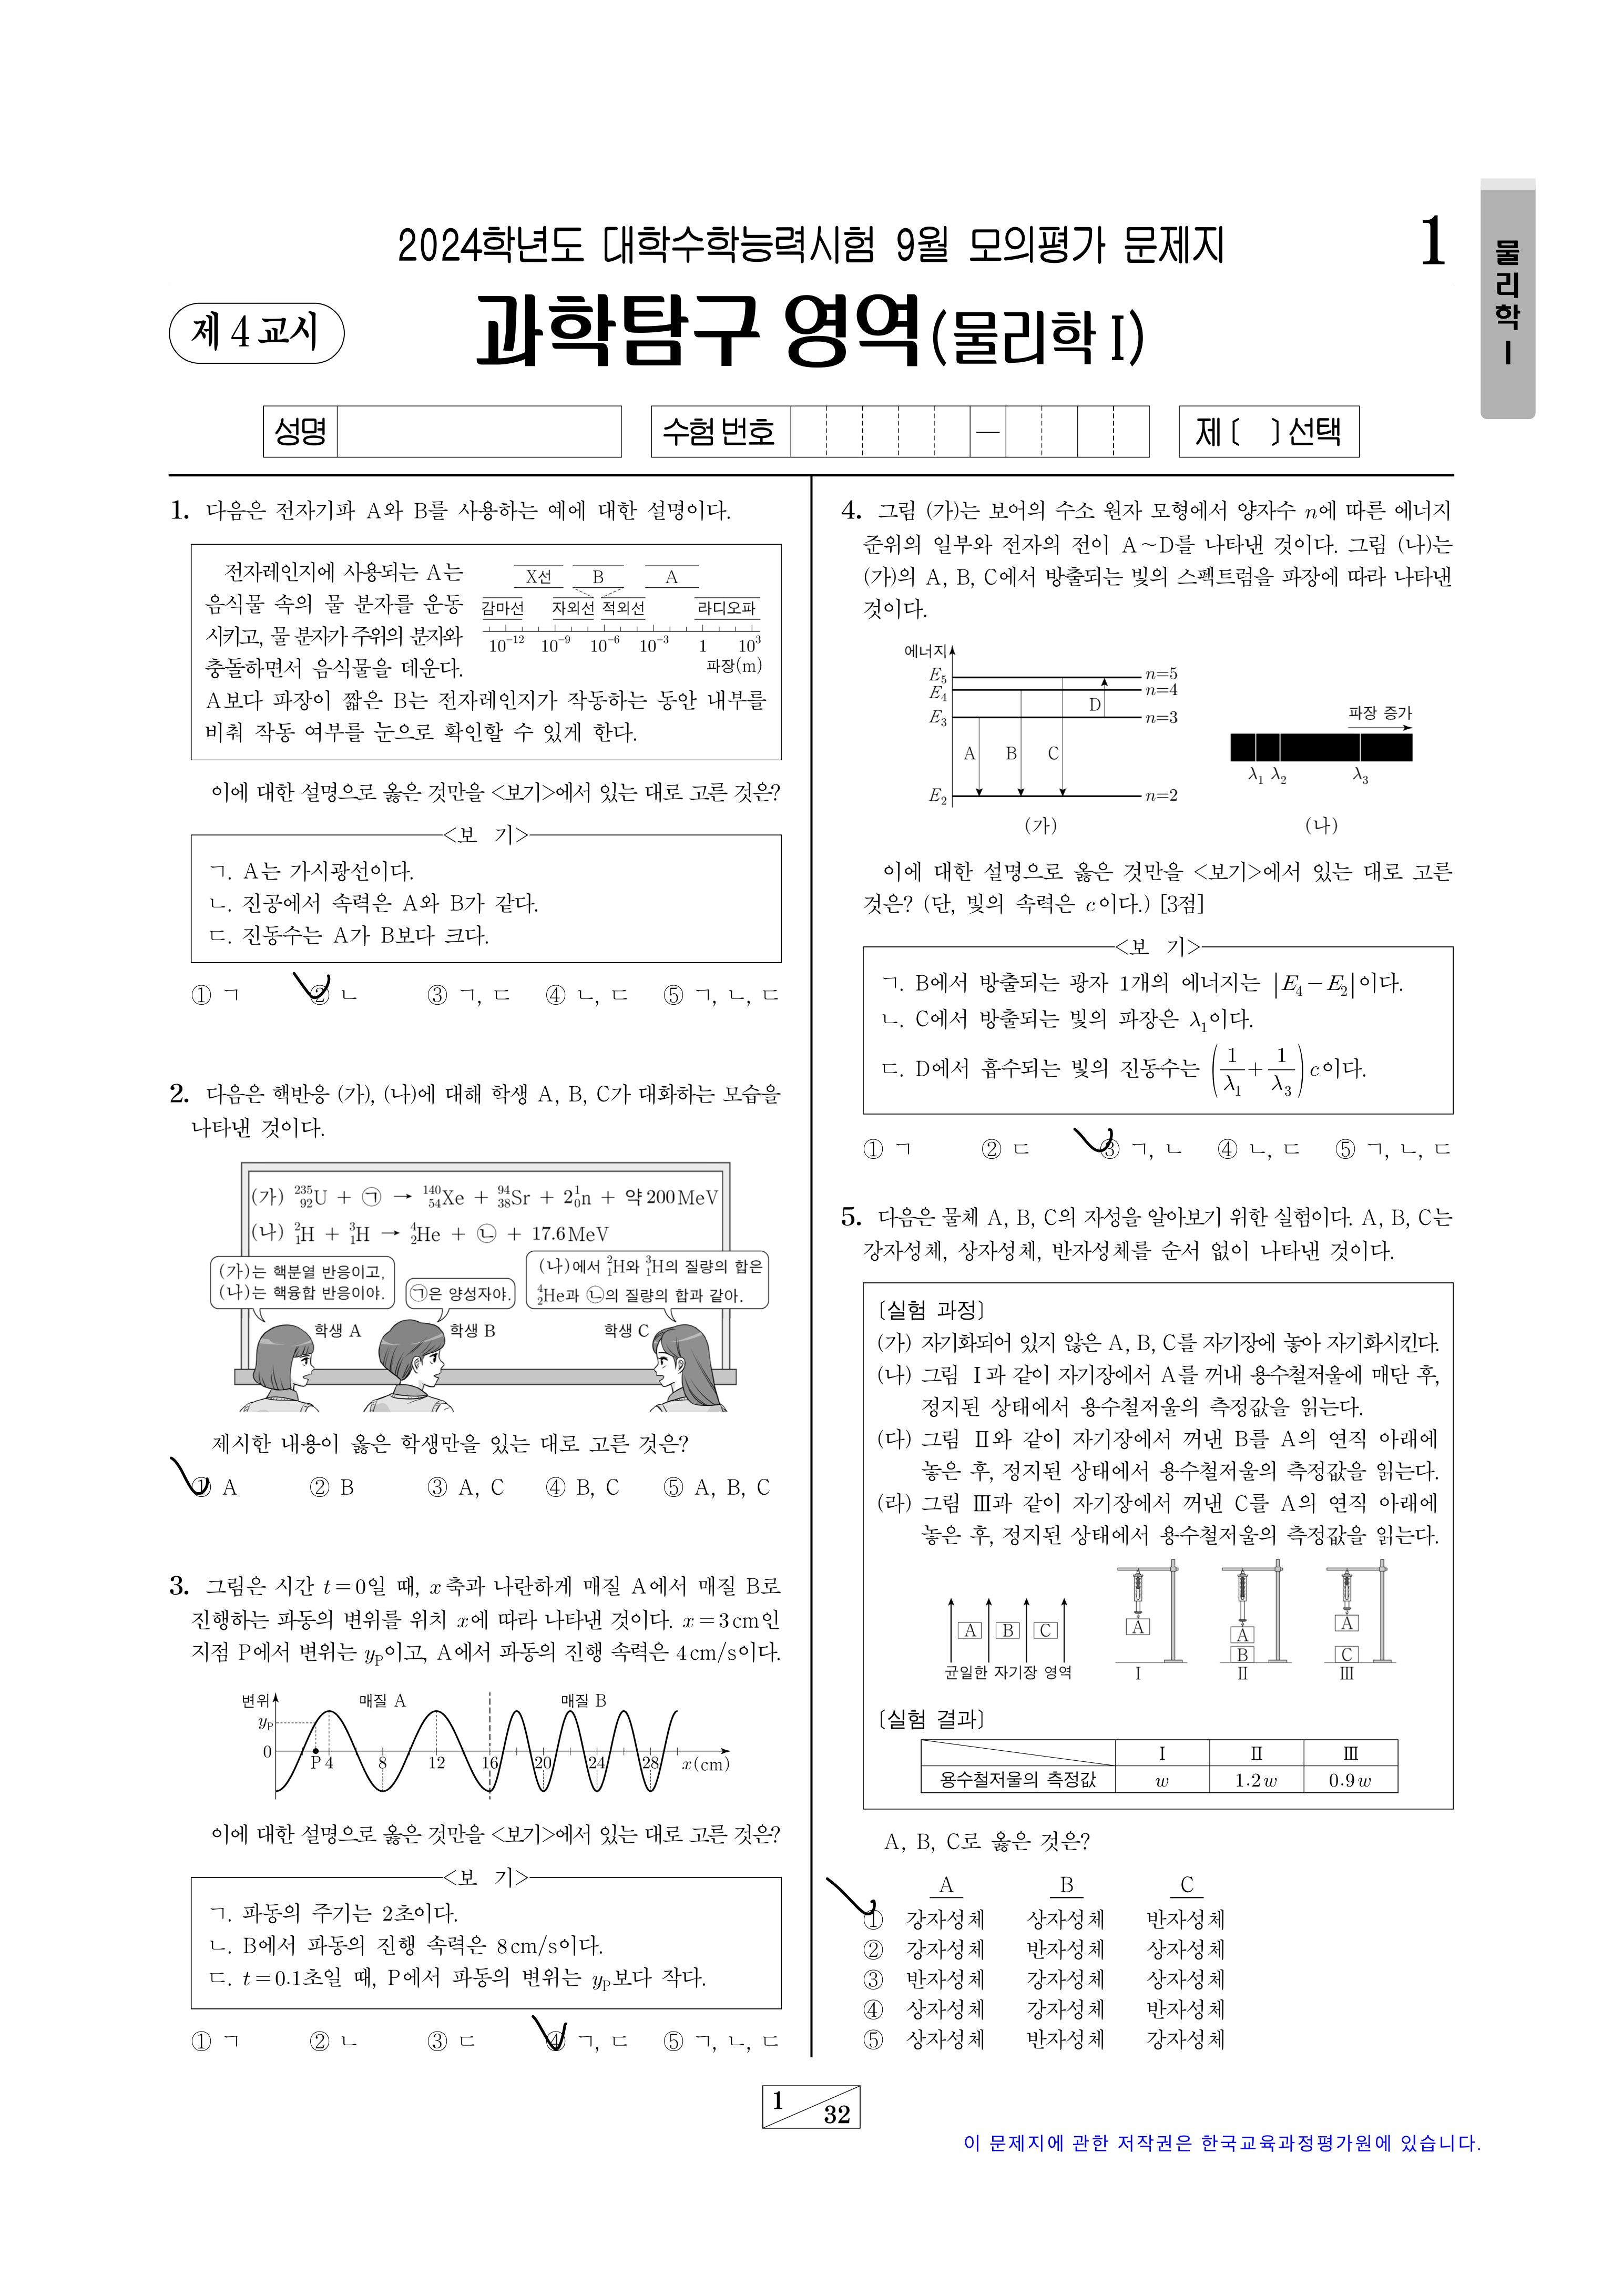 2024학년도 대학수학능력시험 9월 모의평가 문제지
1
제 4 교시
과학탐구 영역(물리학 I)
물리학 I
성명
수험 번호
—
제 〔 〕 선택
1. 다음은 전자기파 A와 B를 사용하는 예에 대한 설명이다.
전자레인지에 사용되는 A는
음식물 속의 물 분자를 운동
시키고, 물 분자가 주위의 분자와
충돌하면서 음식물을 데운다.
A보다 파장이 짧은 B는 전자레인지가 작동하는 동안 내부를
비춰 작동 여부를 눈으로 확인할 수 있게 한다.
X선 B A
감마선 자외선 적외선 라디오파
10⁻¹² 10⁻⁹ 10⁻⁶ 10⁻³ 1 10³
파장(m)
이에 대한 설명으로 옳은 것만을 <보기>에서 있는 대로 고른 것은?
<보 기>
ㄱ. A는 가시광선이다.
ㄴ. 진공에서 속력은 A와 B가 같다.
ㄷ. 진동수는 A가 B보다 크다.
① ㄱ ② ㄴ ③ ㄱ, ㄷ ④ ㄴ, ㄷ ⑤ ㄱ, ㄴ, ㄷ
2. 다음은 핵반응 (가), (나)에 대해 학생 A, B, C가 대화하는 모습을
나타낸 것이다.
(가) ²³⁵₉₂U + ㉠ → ¹⁴⁰₅₄Xe + ⁹⁴₃₈Sr + 2¹₀n + 약 200MeV
(나) ²₁H + ³₁H → ⁴₂He + ㉡ + 17.6MeV
(가)는 핵분열 반응이고,
(나)는 핵융합 반응이야.
㉠은 양성자야.
(나)에서 ²₁H와 ³₁H의 질량의 합은
⁴₂He과 ㉡의 질량의 합과 같아.
학생 A 학생 B 학생 C
제시한 내용이 옳은 학생만을 있는 대로 고른 것은?
① A ② B ③ A, C ④ B, C ⑤ A, B, C
3. 그림은 시간 t=0일 때, x축과 나란하게 매질 A에서 매질 B로
진행하는 파동의 변위를 위치 x에 따라 나타낸 것이다. x=3cm인
지점 P에서 변위는 y_P이고, A에서 파동의 진행 속력은 4cm/s이다.
변위 매질 A 매질 B
y_P
0 P 4 8 12 16 20 24 28 x(cm)
이에 대한 설명으로 옳은 것만을 <보기>에서 있는 대로 고른 것은?
<보 기>
ㄱ. 파동의 주기는 2초이다.
ㄴ. B에서 파동의 진행 속력은 8cm/s이다.
ㄷ. t=0.1초일 때, P에서 파동의 변위는 y_P보다 작다.
① ㄱ ② ㄴ ③ ㄷ ④ ㄱ, ㄷ ⑤ ㄱ, ㄴ, ㄷ
4. 그림 (가)는 보어의 수소 원자 모형에서 양자수 n에 따른 에너지
준위의 일부와 전자의 전이 A~D를 나타낸 것이다. 그림 (나)는
(가)의 A, B, C에서 방출되는 빛의 스펙트럼을 파장에 따라 나타낸
것이다.
에너지
E₅ n=5
E₄ n=4
D
E₃ n=3
A B C
E₂ n=2
(가)
파장 증가
λ₁ λ₂ λ₃
(나)
이에 대한 설명으로 옳은 것만을 <보기>에서 있는 대로 고른
것은? (단, 빛의 속력은 c이다.) [3점]
<보 기>
ㄱ. B에서 방출되는 광자 1개의 에너지는 |E₄−E₂|이다.
ㄴ. C에서 방출되는 빛의 파장은 λ₁이다.
ㄷ. D에서 흡수되는 빛의 진동수는 (1/λ₁+1/λ₃)c이다.
① ㄱ ② ㄷ ③ ㄱ, ㄴ ④ ㄴ, ㄷ ⑤ ㄱ, ㄴ, ㄷ
5. 다음은 물체 A, B, C의 자성을 알아보기 위한 실험이다. A, B, C는
강자성체, 상자성체, 반자성체를 순서 없이 나타낸 것이다.
〔실험 과정〕
(가) 자기화되어 있지 않은 A, B, C를 자기장에 놓아 자기화시킨다.
(나) 그림 Ⅰ과 같이 자기장에서 A를 꺼내 용수철저울에 매단 후,
정지된 상태에서 용수철저울의 측정값을 읽는다.
(다) 그림 Ⅱ와 같이 자기장에서 꺼낸 B를 A의 연직 아래에
놓은 후, 정지된 상태에서 용수철저울의 측정값을 읽는다.
(라) 그림 Ⅲ과 같이 자기장에서 꺼낸 C를 A의 연직 아래에
놓은 후, 정지된 상태에서 용수철저울의 측정값을 읽는다.
A B C
균일한 자기장 영역
A
Ⅰ
A
B
Ⅱ
A
C
Ⅲ
〔실험 결과〕
Ⅰ Ⅱ Ⅲ
용수철저울의 측정값 w 1.2w 0.9w
A, B, C로 옳은 것은?
A B C
① 강자성체 상자성체 반자성체
② 강자성체 반자성체 상자성체
③ 반자성체 강자성체 상자성체
④ 상자성체 강자성체 반자성체
⑤ 상자성체 반자성체 강자성체
1 32
이 문제지에 관한 저작권은 한국교육과정평가원에 있습니다.